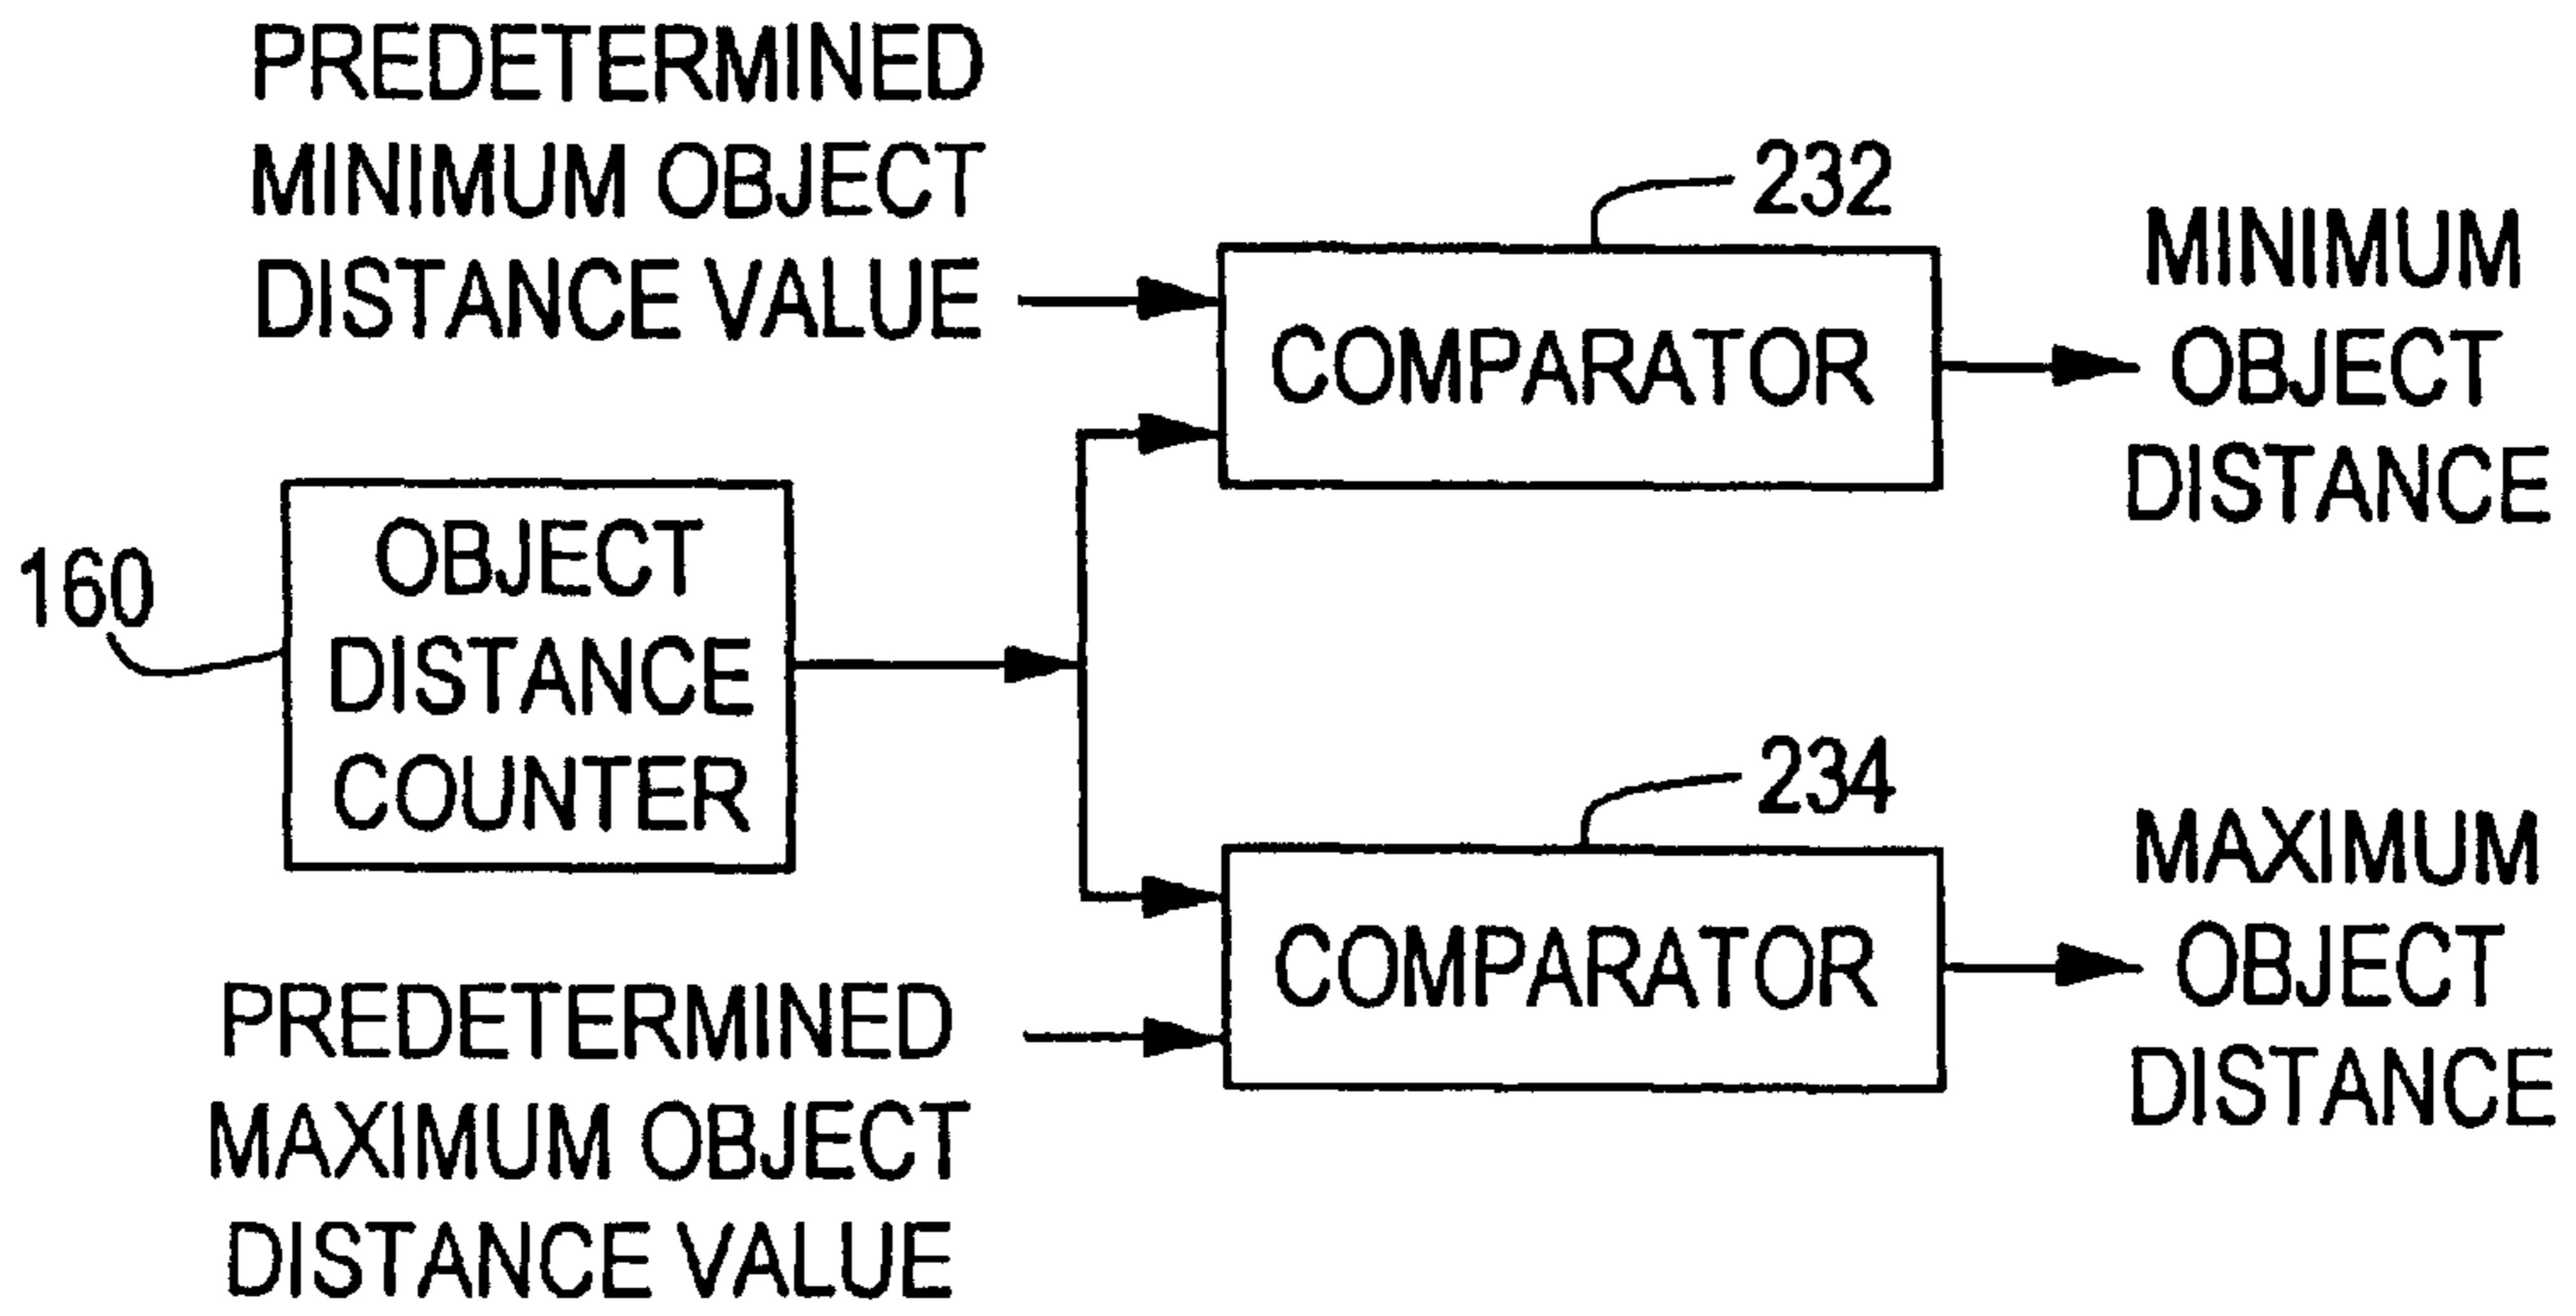 PREDETERMINED
MINIMUM OBJECT
DISTANCE VALUE
232
COMPARATOR
MINIMUM
OBJECT
DISTANCE
160
OBJECT
DISTANCE
COUNTER
234
COMPARATOR
MAXIMUM
OBJECT
DISTANCE
PREDETERMINED
MAXIMUM OBJECT
DISTANCE VALUE